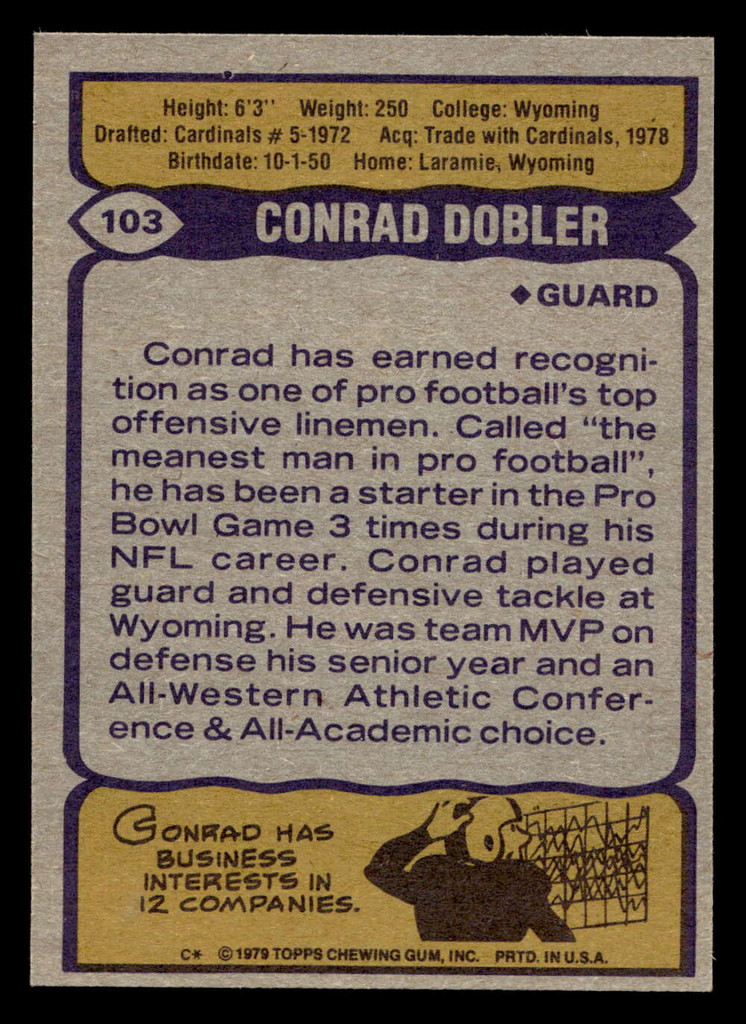 Height: 6'3'' Weight: 250 College: Wyoming
Drafted: Cardinals # 5-1972 Acq: Trade with Cardinals, 1978
Birthdate: 10-1-50 Home: Laramie, Wyoming
103 CONRAD DOBLER
◆GUARD
Conrad has earned recogni-
tion as one of pro football's top
offensive linemen. Called "the
meanest man in pro football",
he has been a starter in the Pro
Bowl Game 3 times during his
NFL career. Conrad played
guard and defensive tackle at
Wyoming. He was team MVP on
defense his senior year and an
All-Western Athletic Confer-
ence & All-Academic choice.
CONRAD HAS
BUSINESS
INTERESTS IN
12 COMPANIES.
C* ©1979 TOPPS CHEWING GUM, INC. PRTD. IN U.S.A.